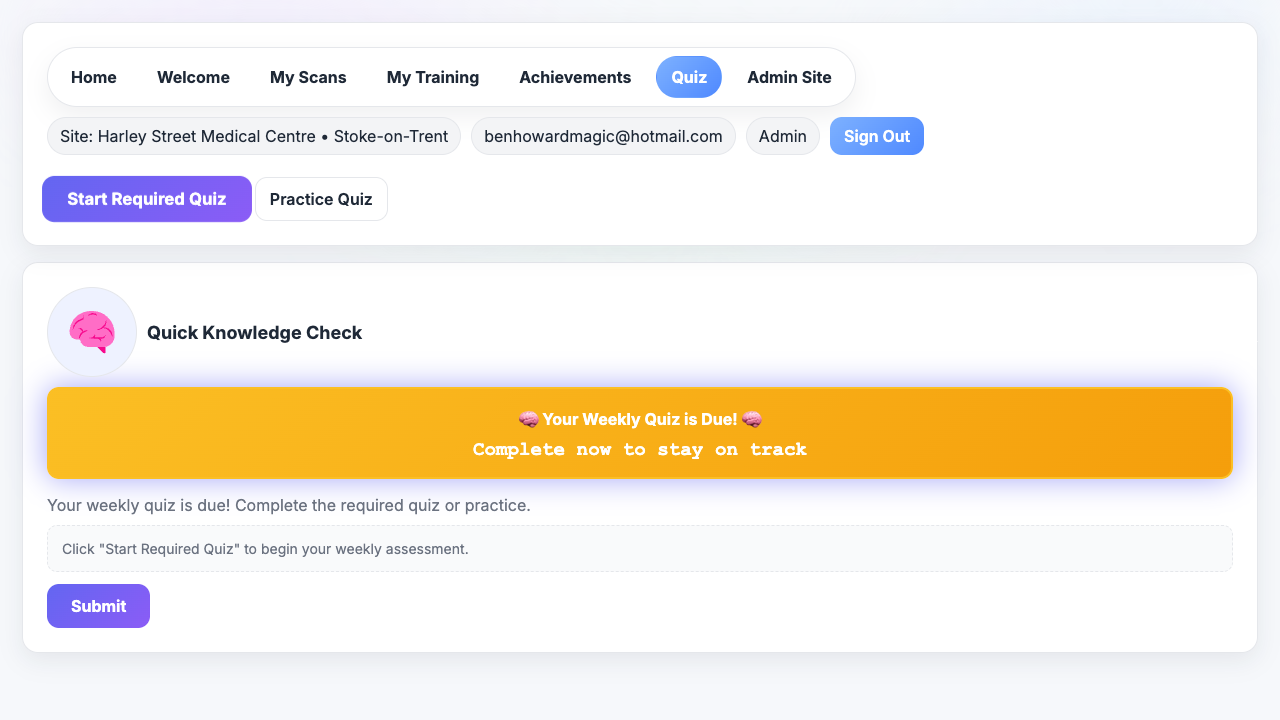 Home Welcome My Scans My Training Achievements Quiz Admin Site
Site: Harley Street Medical Centre • Stoke-on-Trent benhowardmagic@hotmail.com Admin Sign Out
Start Required Quiz Practice Quiz
Quick Knowledge Check
🧠 Your Weekly Quiz is Due! 🧠
Complete now to stay on track
Your weekly quiz is due! Complete the required quiz or practice.
Click "Start Required Quiz" to begin your weekly assessment.
Submit